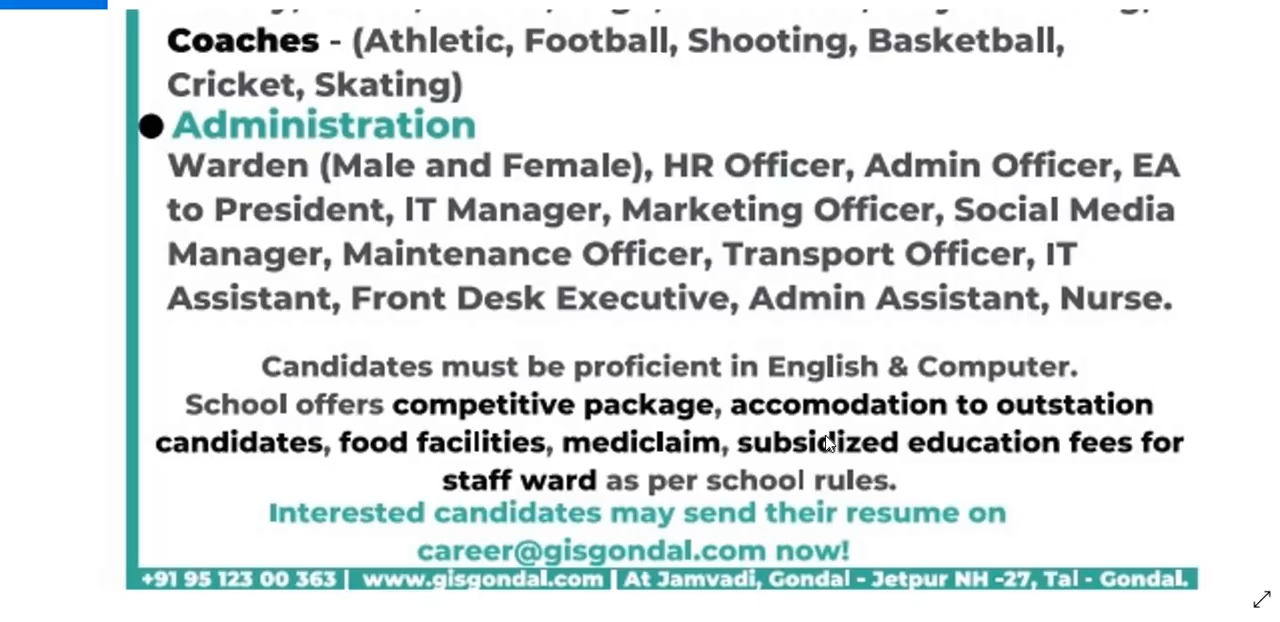 Coaches - (Athletic, Football, Shooting, Basketball,
Cricket, Skating)
● Administration
Warden (Male and Female), HR Officer, Admin Officer, EA
to President, IT Manager, Marketing Officer, Social Media
Manager, Maintenance Officer, Transport Officer, IT
Assistant, Front Desk Executive, Admin Assistant, Nurse.
Candidates must be proficient in English & Computer.
School offers competitive package, accomodation to outstation
candidates, food facilities, mediclaim, subsidized education fees for
staff ward as per school rules.
Interested candidates may send their resume on
career@gisgondal.com now!
+91 95 123 00 363 | www.gisgondal.com | At Jamvadi, Gondal - Jetpur NH -27, Tal - Gondal.